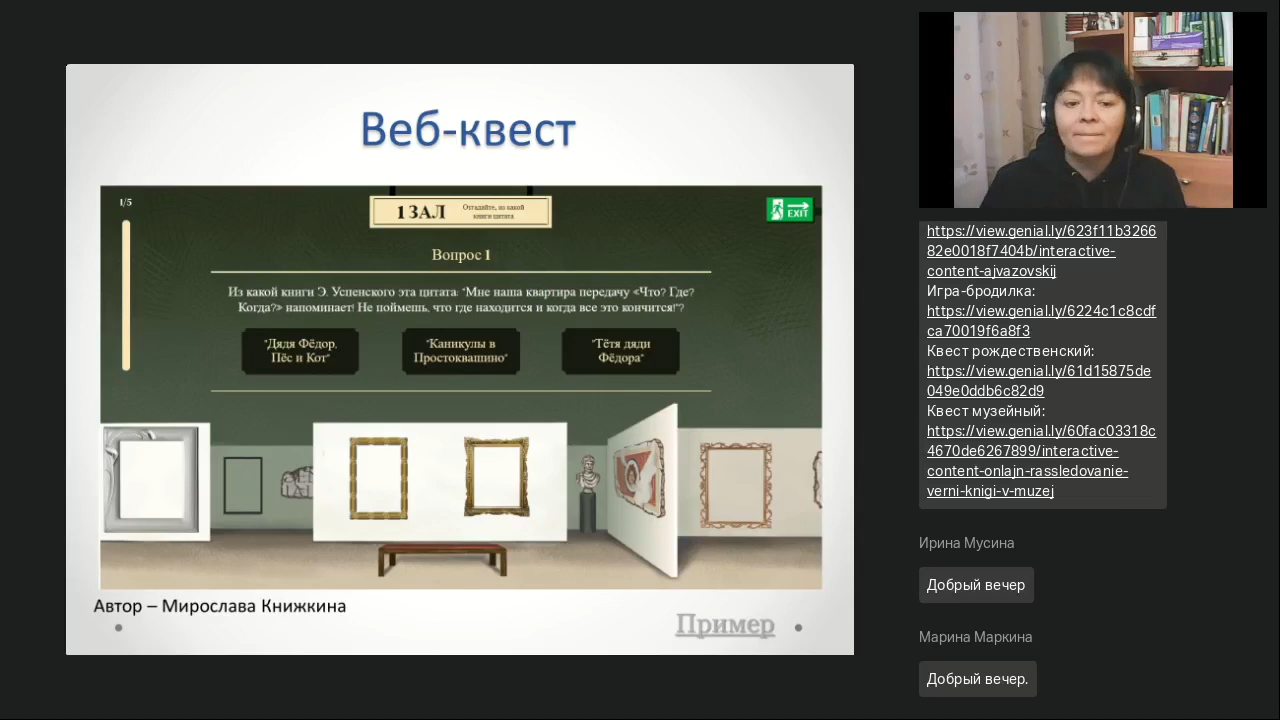 Веб-квест
1/5
1 ЗАЛ
Отгадайте, из какой
книги цитата
EXIT
Вопрос 1
Из какой книги Э. Успенского эта цитата: "Мне наша квартира передачу «Что? Где?
Когда?» напоминает! Не поймешь, что где находится и когда все это кончится!"?
"Дядя Фёдор,
Пёс и Кот"
"Каникулы в
Простоквашино"
"Тётя дяди
Фёдора"
Автор – Мирослава Книжкина
Пример
https://view.genial.ly/623f11b3266
82e0018f7404b/interactive-
content-ajvazovskij
Игра-бродилка:
https://view.genial.ly/6224c1c8cdf
ca70019f6a8f3
Квест рождественский:
https://view.genial.ly/61d15875de
049e0ddb6c82d9
Квест музейный:
https://view.genial.ly/60fac03318c
4670de6267899/interactive-
content-onlajn-rassledovanie-
verni-knigi-v-muzej
Ирина Мусина
Добрый вечер
Марина Маркина
Добрый вечер.